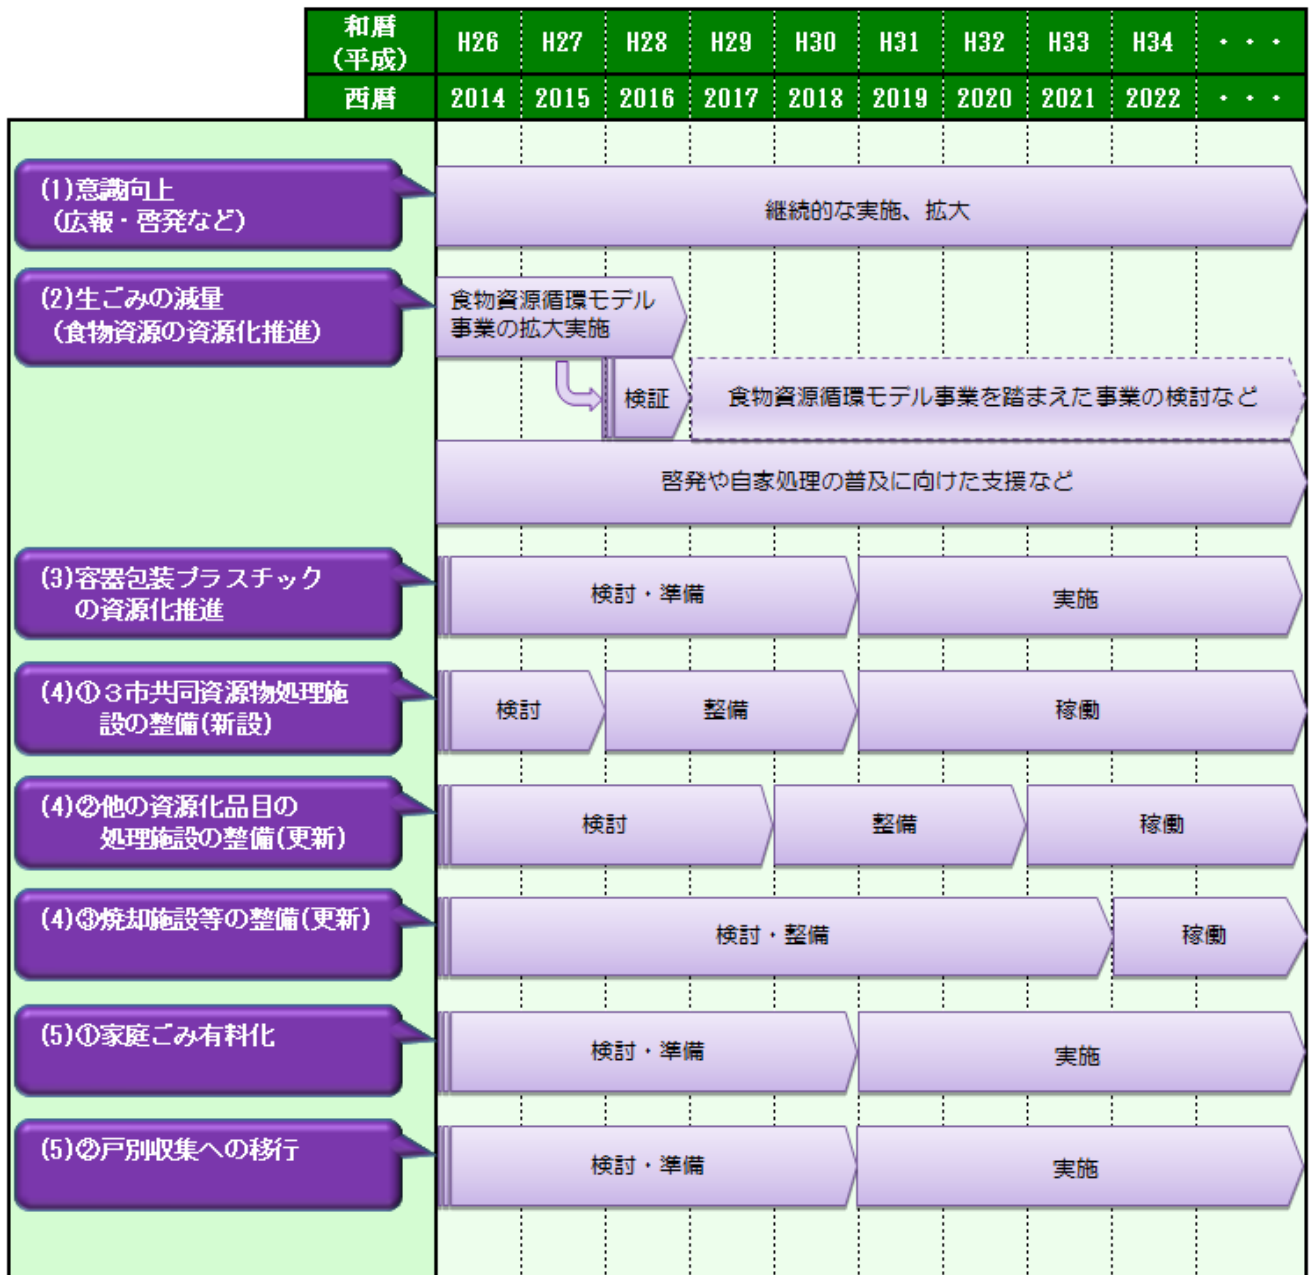 和暦
(平成)
H26 H27 H28 H29 H30 H31 H32 H33 H34 ・・・
西暦 2014 2015 2016 2017 2018 2019 2020 2021 2022 ・・・
(1)意識向上
(広報・啓発など)
継続的な実施、拡大
(2)生ごみの減量
(食物資源の資源化推進)
食物資源循環モデル
事業の拡大実施
検証
食物資源循環モデル事業を踏まえた事業の検討など
啓発や自家処理の普及に向けた支援など
(3)容器包装プラスチック
の資源化推進
検討・準備
実施
(4)①3市共同資源物処理施
設の整備(新設)
検討
整備
稼働
(4)②他の資源化品目の
処理施設の整備(更新)
検討
整備
稼働
(4)③焼却施設等の整備(更新)
検討・整備
稼働
(5)①家庭ごみ有料化
検討・準備
実施
(5)②戸別収集への移行
検討・準備
実施